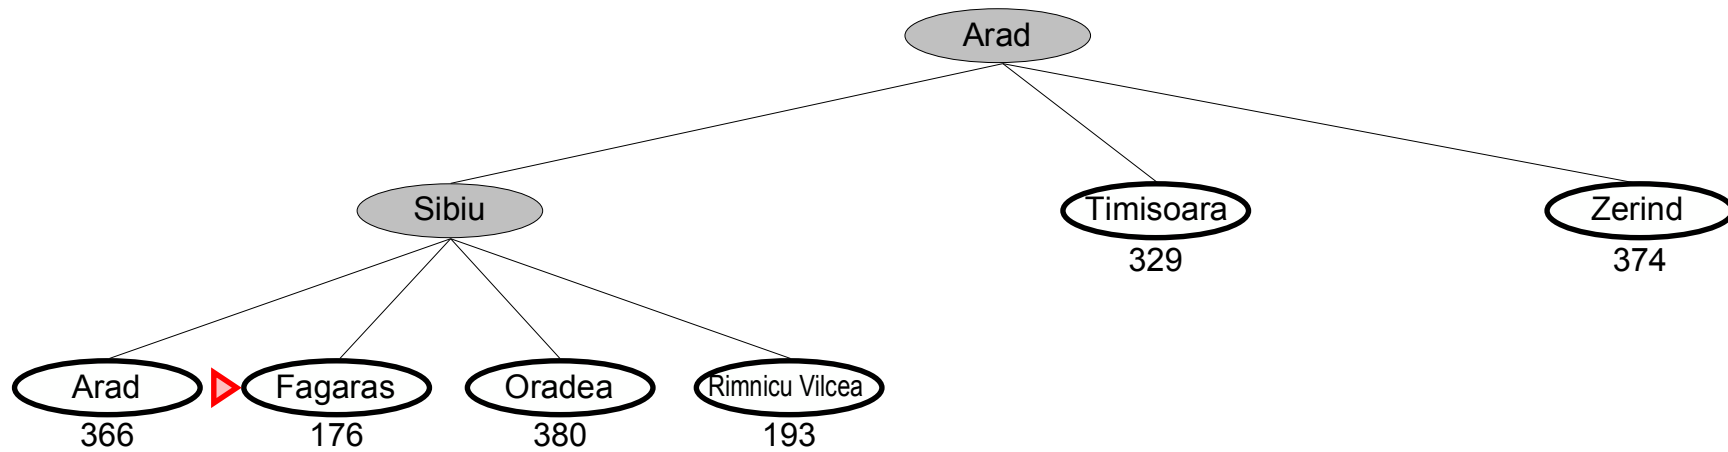 Arad
Sibiu
Timisoara
Zerind
329
374
Arad
Fagaras
Oradea
Rimnicu Vilcea
366
176
380
193